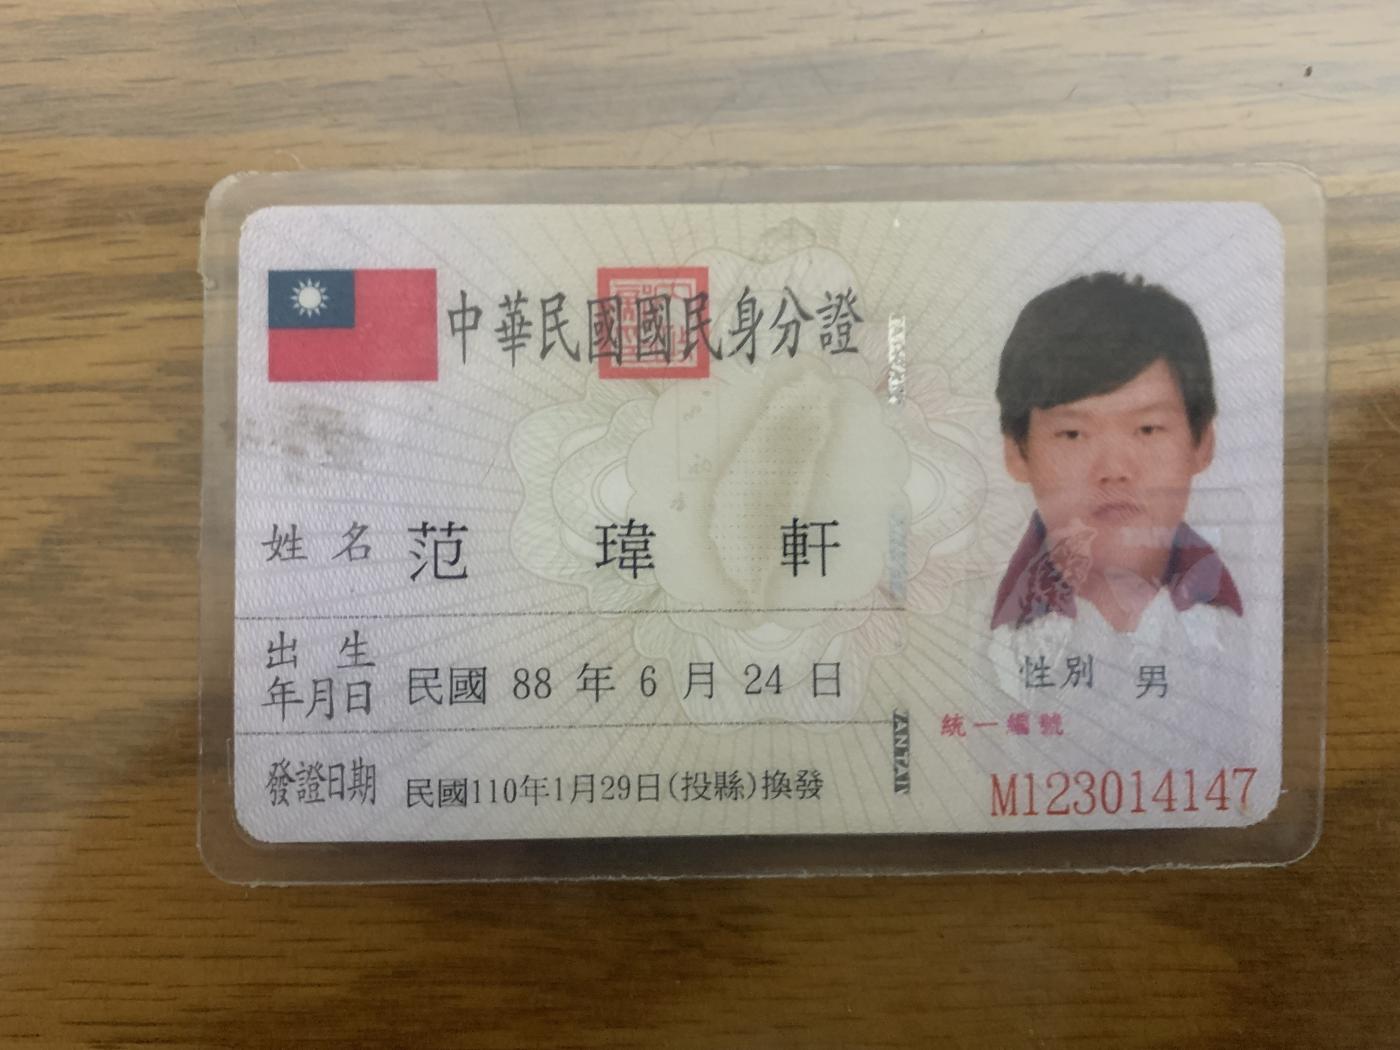 中華民國國民身分證
姓名 范瑋軒
出生年月日 民國 88 年 6 月 24 日
性別 男
統一編號
發證日期 民國110年1月29日(投縣)換發
M123014147